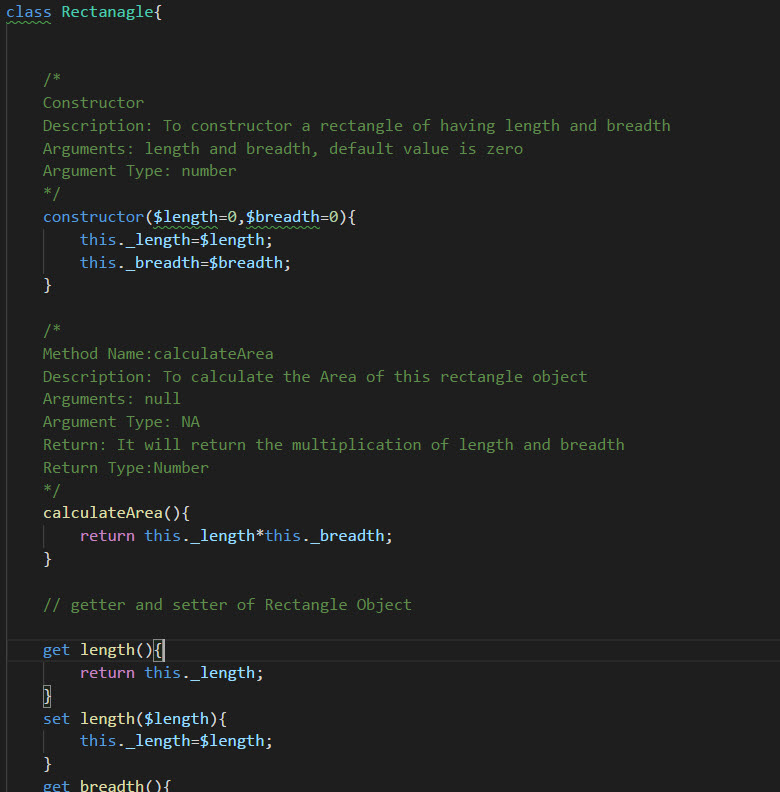 class Rectanagle{
/*
Constructor
Description: To constructor a rectangle of having length and breadth
Arguments: length and breadth, default value is zero
Argument Type: number
*/
constructor($length=0,$breadth=0){
this._length=$length;
this._breadth=$breadth;
}
/*
Method Name:calculateArea
Description: To calculate the Area of this rectangle object
Arguments: null
Argument Type: NA
Return: It will return the multiplication of length and breadth
Return Type:Number
*/
calculateArea(){
return this._length*this._breadth;
}
// getter and setter of Rectangle Object
get length(){
return this._length;
}
set length($length){
this._length=$length;
}
get breadth(){